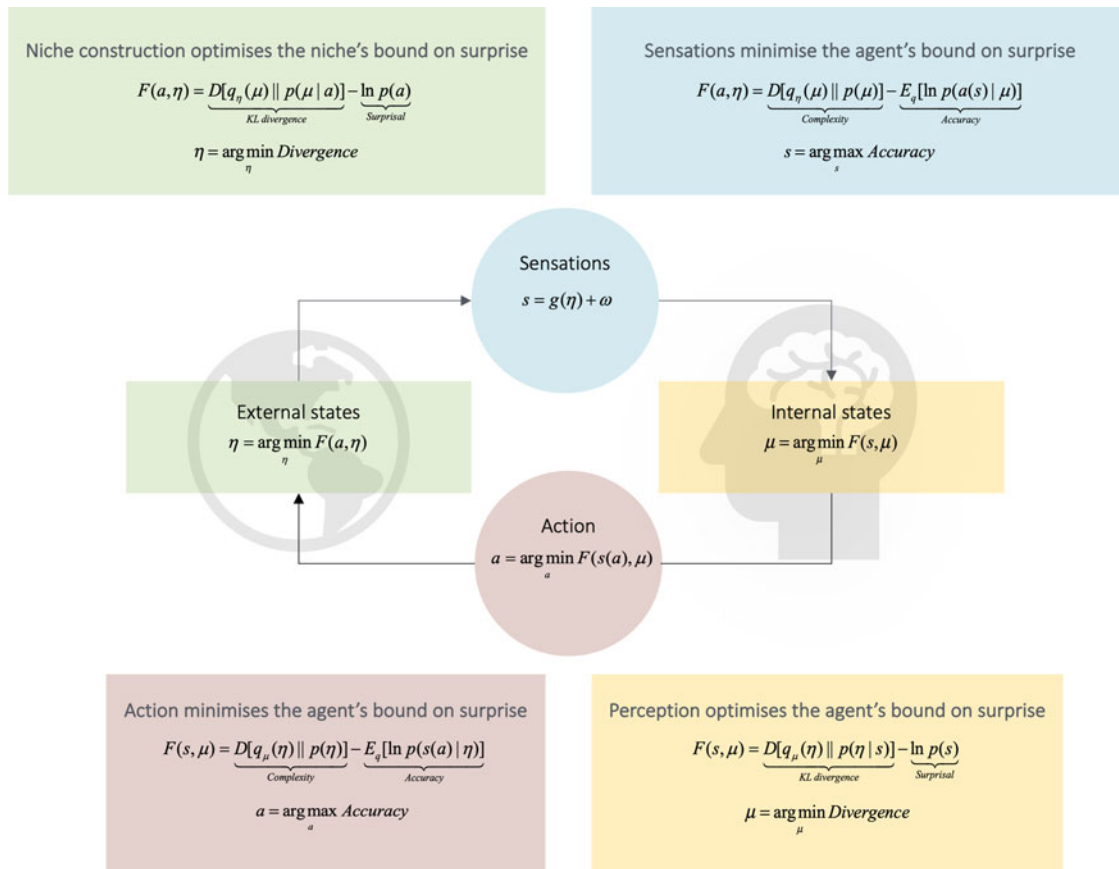 Niche construction optimises the niche's bound on surprise
F(a,η) = D[q_η(μ) || p(μ | a)] − ln p(a)
KL divergence Surprisal
η = arg min Divergence
η
Sensations minimise the agent's bound on surprise
F(a,η) = D[q_η(μ) || p(μ)] − E_q[ln p(a(s) | μ)]
Complexity Accuracy
s = arg max Accuracy
s
Sensations
s = g(η) + ω
External states
η = arg min F(a,η)
η
Internal states
μ = arg min F(s,μ)
μ
Action
a = arg min F(s(a),μ)
a
Action minimises the agent's bound on surprise
F(s,μ) = D[q_μ(η) || p(η)] − E_q[ln p(s(a) | η)]
Complexity Accuracy
a = arg max Accuracy
a
Perception optimises the agent's bound on surprise
F(s,μ) = D[q_μ(η) || p(η | s)] − ln p(s)
KL divergence Surprisal
μ = arg min Divergence
μ